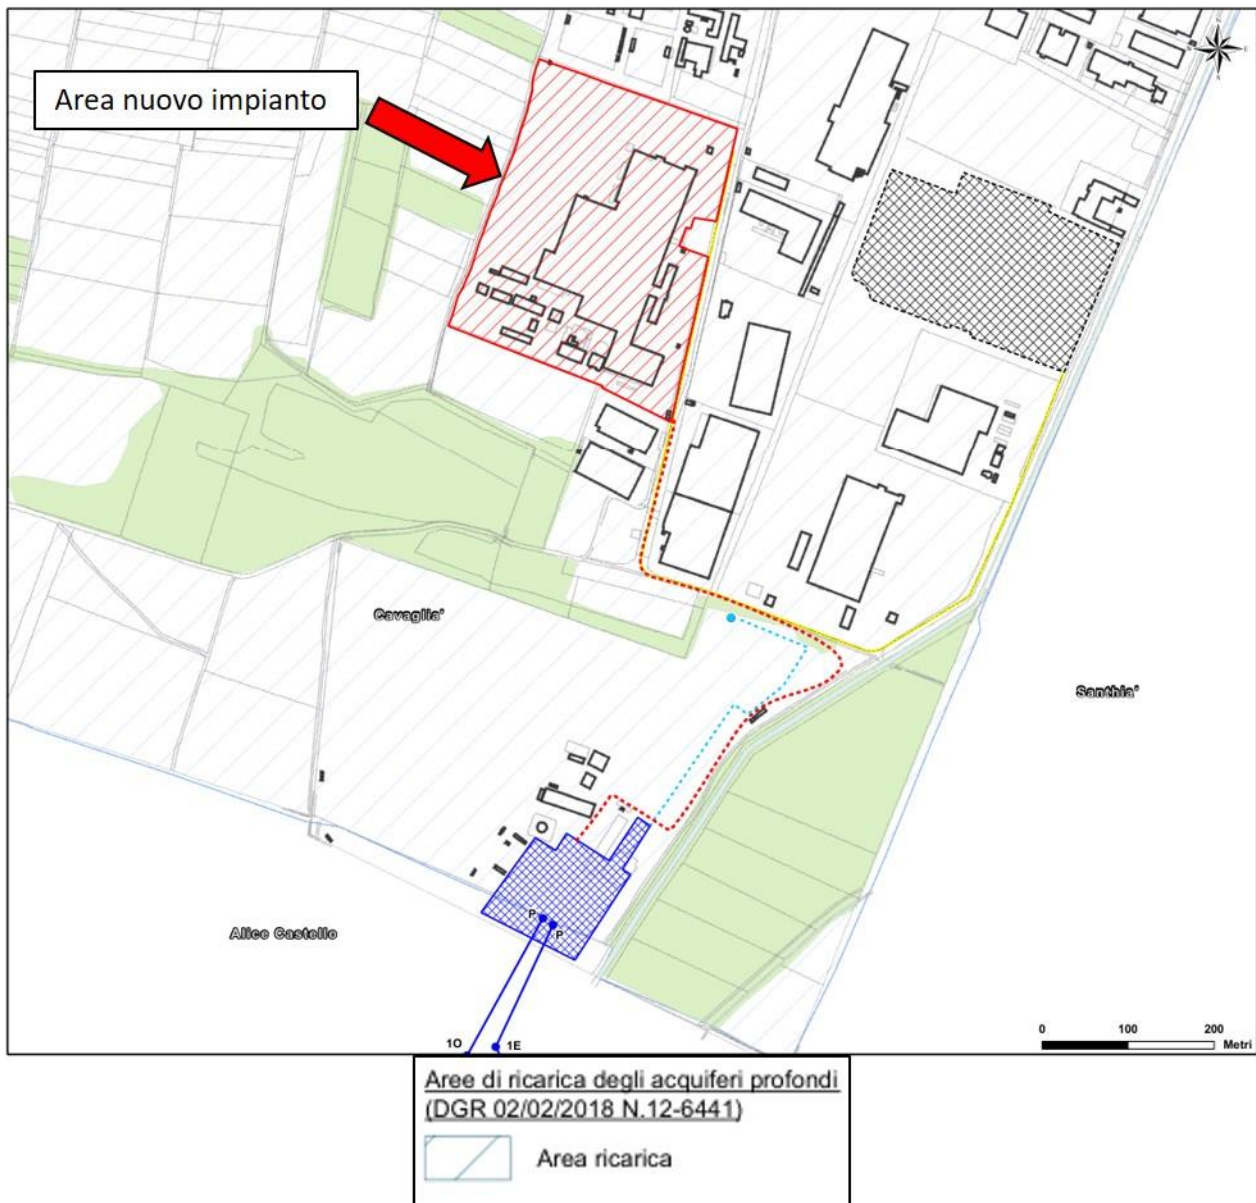 Area nuovo impianto
Cavaglia'
Santhia'
Alice Castello
P
P
1O
1E
0 100 200
Metri
Aree di ricarica degli acquiferi profondi
(DGR 02/02/2018 N.12-6441)
Area ricarica